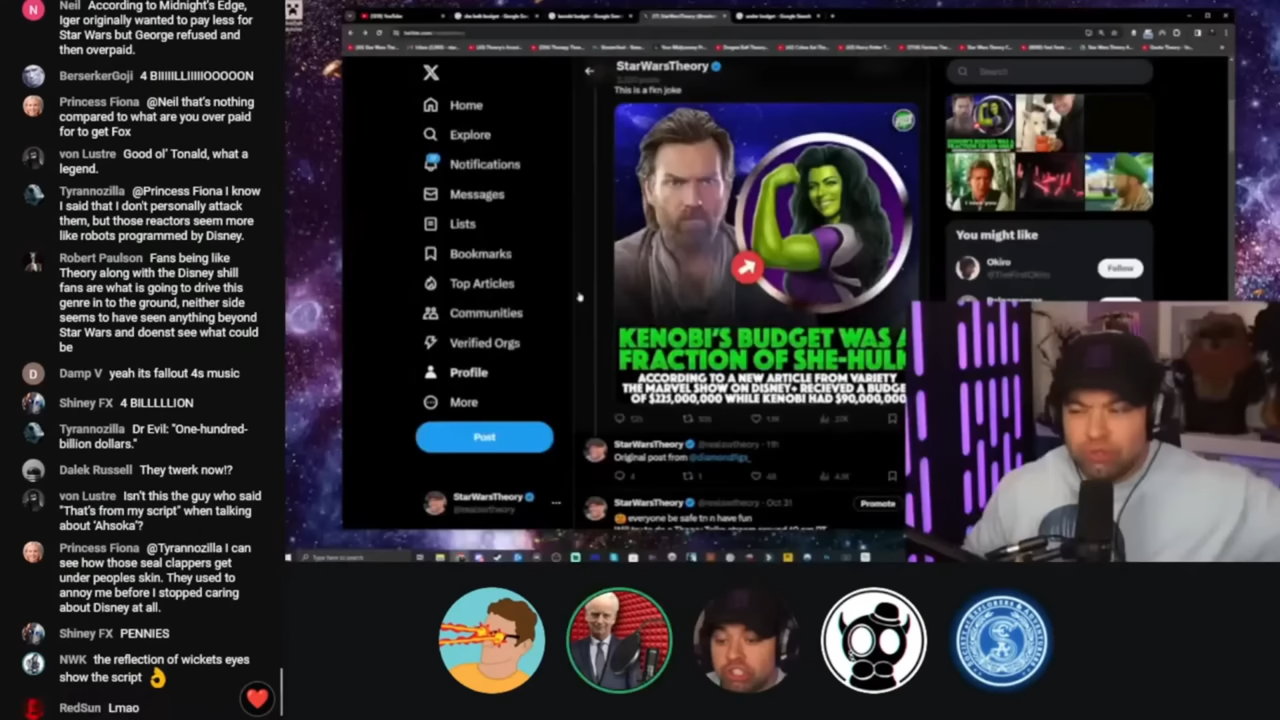 Neil According to Midnight's Edge,
Iger originally wanted to pay less for
Star Wars but George refused and
then overpaid.
BerserkerGoji 4 BIIIIILLIIIIIOOOOON
Princess Fiona @Neil that's nothing
compared to what are you over paid
for to get Fox
von Lustre Good ol' Tonald, what a
legend.
Tyrannozilla @Princess Fiona I know
I said that I don't personally attack
them, but those reactors seem more
like robots programmed by Disney.
Robert Paulson Fans being like
Theory along with the Disney shill
fans are what is going to drive this
genre in to the ground, neither side
seems to have seen anything beyond
Star Wars and doenst see what could
be
Damp V yeah its fallout 4s music
Shiney FX 4 BILLLLLION
Tyrannozilla Dr Evil: "One-hundred-
billion dollars."
Dalek Russell They twerk now!?
von Lustre Isn't this the guy who said
"That's from my script" when talking
about 'Ahsoka'?
Princess Fiona @Tyrannozilla I can
see how those seal clappers get
under peoples skin. They used to
annoy me before I stopped caring
about Disney at all.
Shiney FX PENNIES
NWK the reflection of wickets eyes
show the script 👌
RedSun Lmao
X
Home
Explore
Notifications
Messages
Lists
Bookmarks
Top Articles
Communities
Verified Orgs
Profile
More
Post
StarWarsTheory
StarWarsTheory
This is a fkn joke
KENOBI'S BUDGET WAS A
FRACTION OF SHE-HULK
ACCORDING TO A NEW ARTICLE FROM VARIETY
THE MARVEL SHOW ON DISNEY+ RECIEVED A BUDGE
OF $225,000,000 WHILE KENOBI HAD $90,000,000
StarWarsTheory
Original post from @diamondfigs_
StarWarsTheory Oct 31
Promote
everyone be safe tn n have fun
Search
You might like
Okiro
Follow
Type here to search